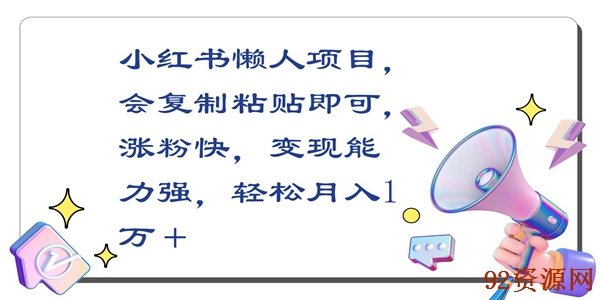 小红书懒人项目，
会复制粘贴即可，
涨粉快，变现能
力强，轻松月入1
万＋
92资源网